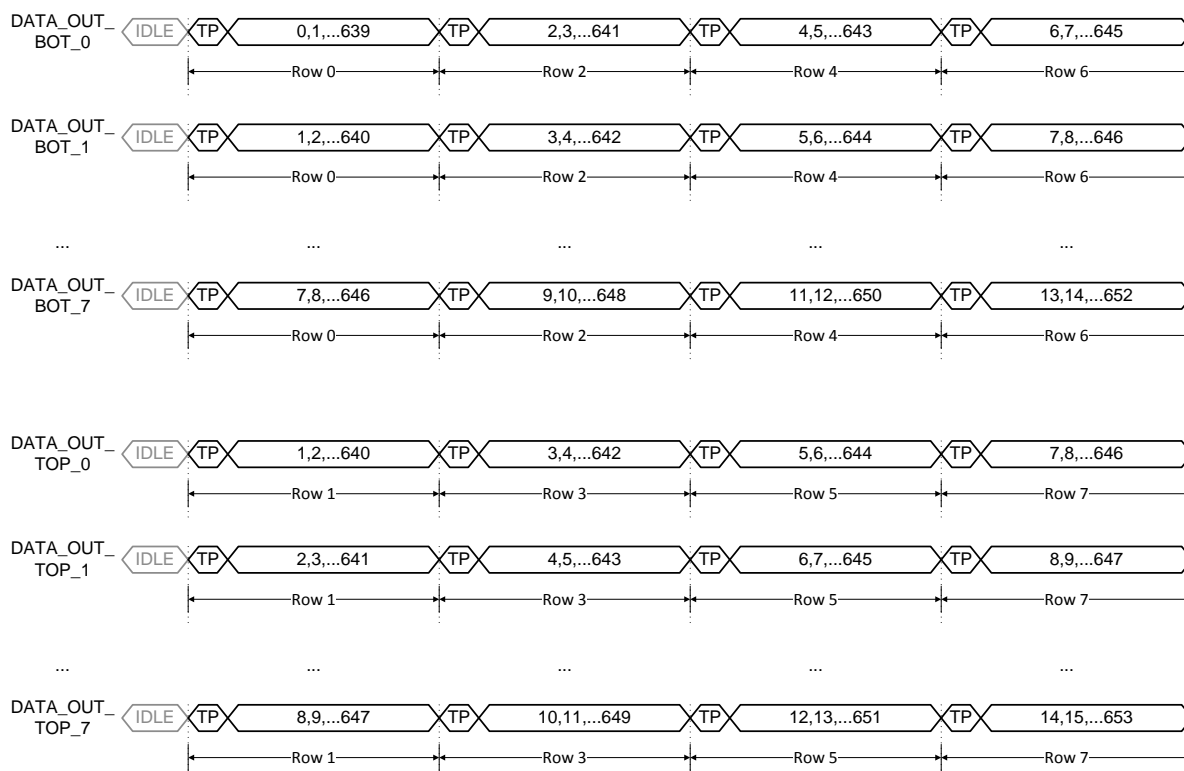 DATA_OUT_
BOT_0
IDLE TP 0,1,...639 TP 2,3,...641 TP 4,5,...643 TP 6,7,...645
Row 0 Row 2 Row 4 Row 6
DATA_OUT_
BOT_1
IDLE TP 1,2,...640 TP 3,4,...642 TP 5,6,...644 TP 7,8,...646
Row 0 Row 2 Row 4 Row 6
... ... ... ... ...
DATA_OUT_
BOT_7
IDLE TP 7,8,...646 TP 9,10,...648 TP 11,12,...650 TP 13,14,...652
Row 0 Row 2 Row 4 Row 6
DATA_OUT_
TOP_0
IDLE TP 1,2,...640 TP 3,4,...642 TP 5,6,...644 TP 7,8,...646
Row 1 Row 3 Row 5 Row 7
DATA_OUT_
TOP_1
IDLE TP 2,3,...641 TP 4,5,...643 TP 6,7,...645 TP 8,9,...647
Row 1 Row 3 Row 5 Row 7
... ... ... ... ...
DATA_OUT_
TOP_7
IDLE TP 8,9,...647 TP 10,11,...649 TP 12,13,...651 TP 14,15,...653
Row 1 Row 3 Row 5 Row 7